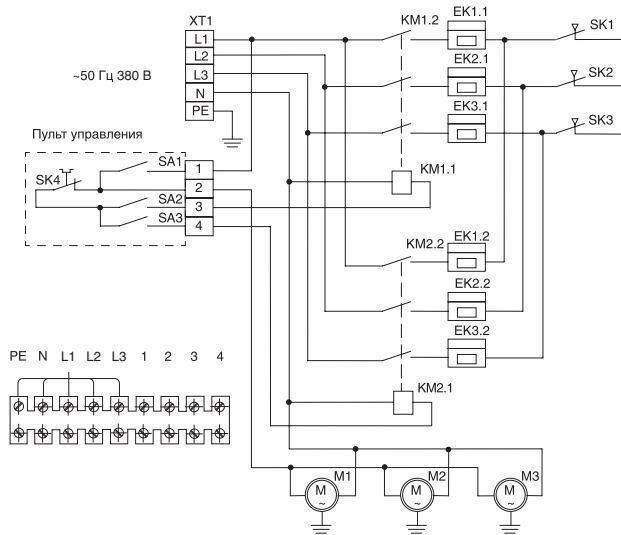 XT1
L1
L2
L3
N
PE
~50 Гц 380 В
Пульт управления
SK4
SA1
SA2
SA3
1
2
3
4
KM1.2
EK1.1
EK2.1
EK3.1
SK1
SK2
SK3
KM1.1
KM2.2
EK1.2
EK2.2
EK3.2
KM2.1
PE N L1 L2 L3 1 2 3 4
M1
M2
M3
M
~
M
~
M
~